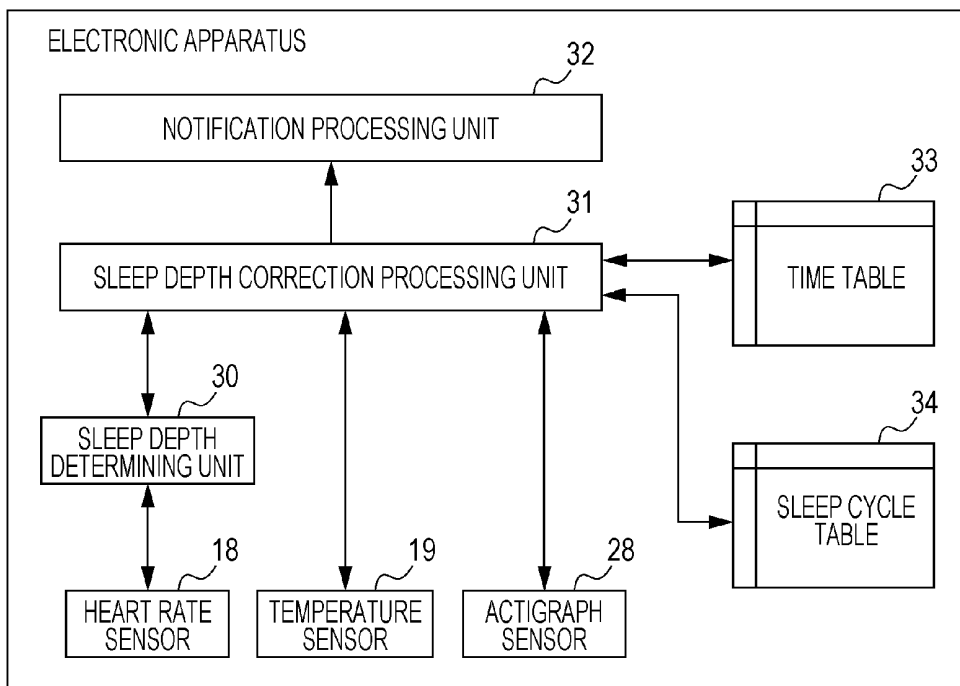 ELECTRONIC APPARATUS
32
NOTIFICATION PROCESSING UNIT
31
SLEEP DEPTH CORRECTION PROCESSING UNIT
33
TIME TABLE
30
SLEEP DEPTH
DETERMINING UNIT
34
SLEEP CYCLE
TABLE
18
HEART RATE
SENSOR
19
TEMPERATURE
SENSOR
28
ACTIGRAPH
SENSOR